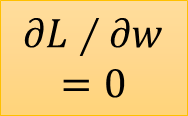 ∂L / ∂w
= 0